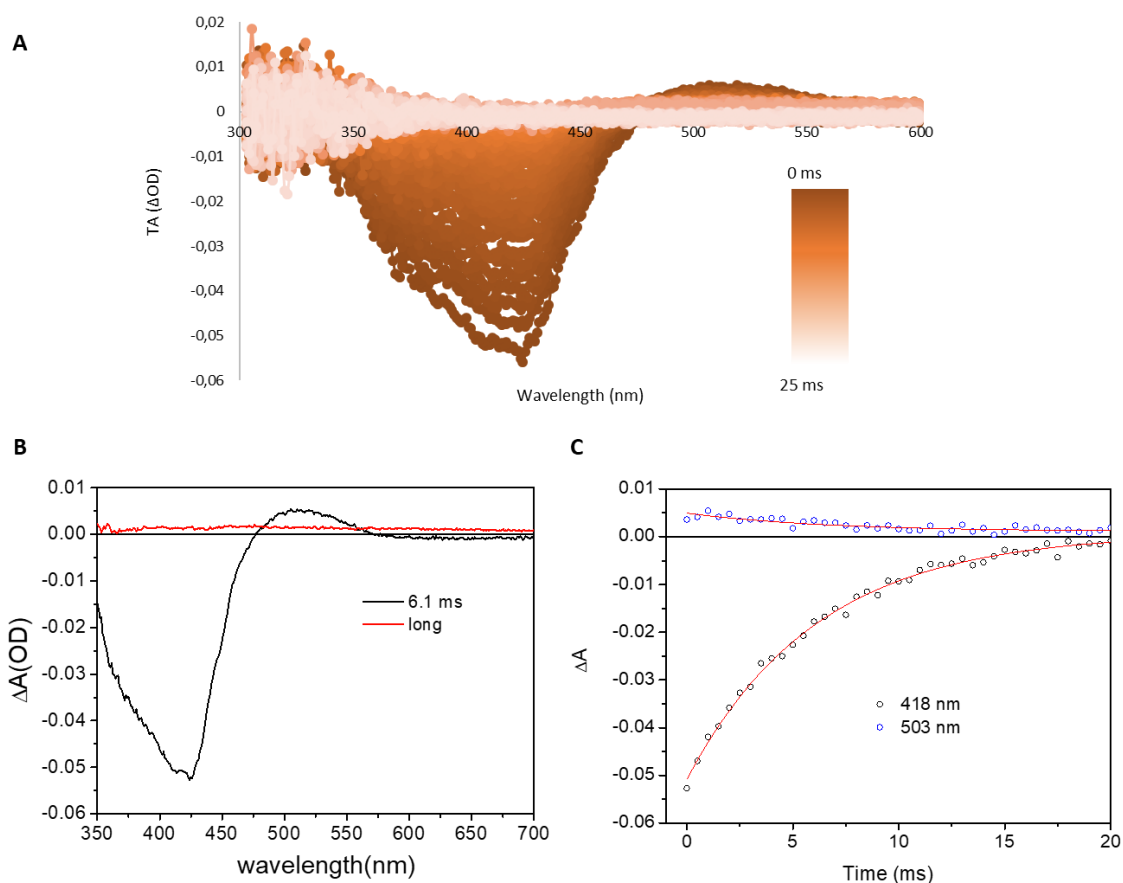 A
0,02
0,01
0
-0,01
-0,02
-0,03
-0,04
-0,05
-0,06
TA (ΔOD)
300 350 400 450 500 550 600
Wavelength (nm)
0 ms
25 ms
B
0.01
0.00
-0.01
-0.02
-0.03
-0.04
-0.05
-0.06
ΔA(OD)
6.1 ms
long
350 400 450 500 550 600 650 700
wavelength(nm)
C
0.01
0.00
-0.01
-0.02
-0.03
-0.04
-0.05
-0.06
ΔA
418 nm
503 nm
0 5 10 15 20
Time (ms)